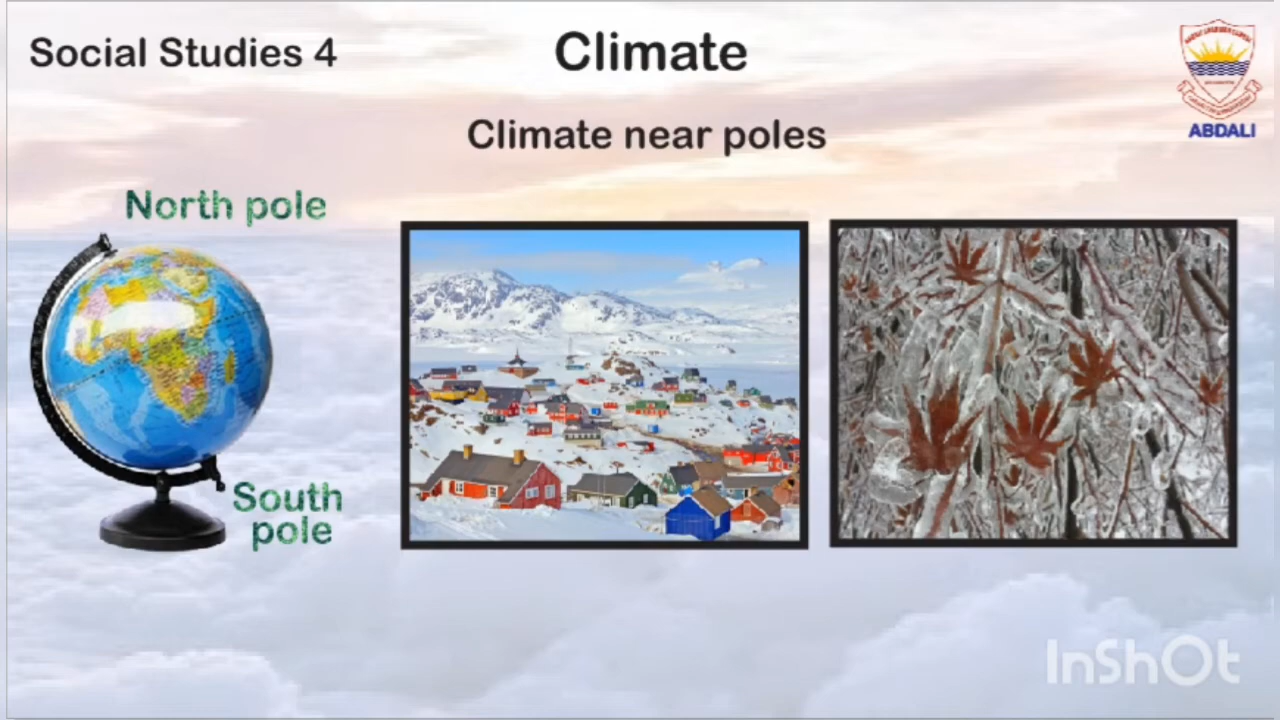 Social Studies 4
Climate
ABDALI
Climate near poles
North pole
South
pole
InShOt